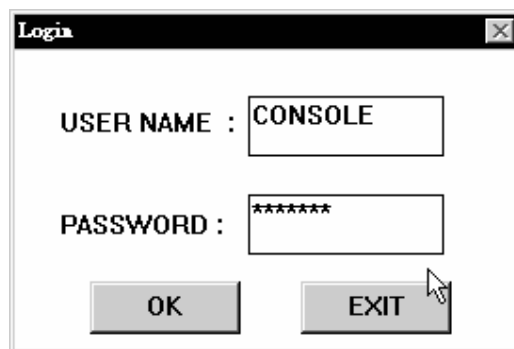 Login
USER NAME : CONSOLE
PASSWORD : *******
OK EXIT